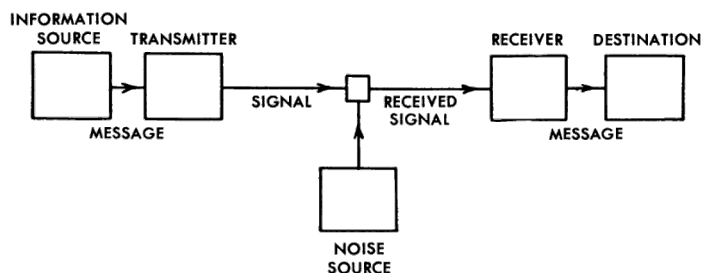 INFORMATION
SOURCE
TRANSMITTER
RECEIVER
DESTINATION
SIGNAL
RECEIVED
SIGNAL
MESSAGE
MESSAGE
NOISE
SOURCE